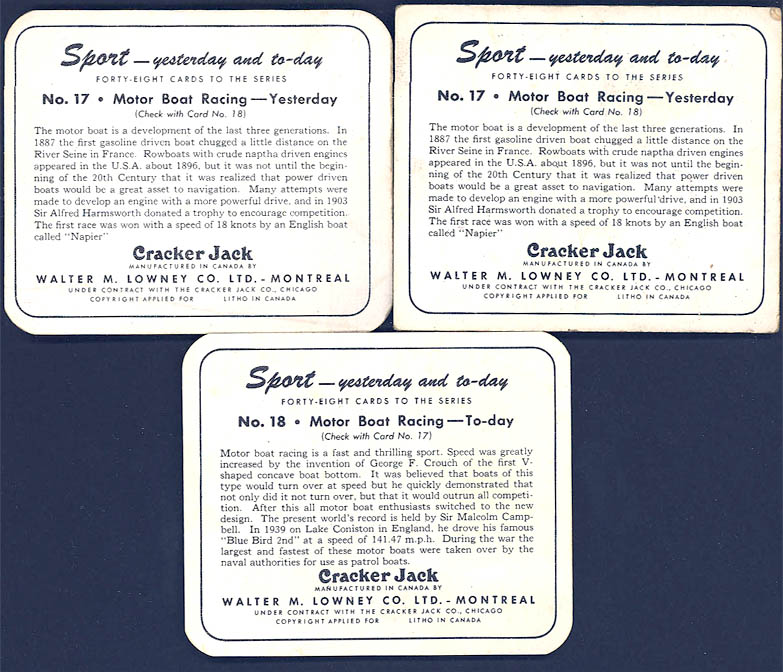 Sport — yesterday and to-day
FORTY-EIGHT CARDS TO THE SERIES
No. 17 • Motor Boat Racing — Yesterday
(Check with Card No. 18)
The motor boat is a development of the last three generations. In
1887 the first gasoline driven boat chugged a little distance on the
River Seine in France. Rowboats with crude naptha driven engines
appeared in the U.S.A. about 1896, but it was not until the begin-
ning of the 20th Century that it was realized that power driven
boats would be a great asset to navigation. Many attempts were
made to develop an engine with a more powerful drive, and in 1903
Sir Alfred Harmsworth donated a trophy to encourage competition.
The first race was won with a speed of 18 knots by an English boat
called "Napier"
Cracker Jack
MANUFACTURED IN CANADA BY
WALTER M. LOWNEY CO. LTD. - MONTREAL
UNDER CONTRACT WITH THE CRACKER JACK CO., CHICAGO
COPYRIGHT APPLIED FOR LITHO IN CANADA
Sport — yesterday and to-day
FORTY-EIGHT CARDS TO THE SERIES
No. 17 • Motor Boat Racing — Yesterday
(Check with Card No. 18)
The motor boat is a development of the last three generations. In
1887 the first gasoline driven boat chugged a little distance on the
River Seine in France. Rowboats with crude naptha driven engines
appeared in the U.S.A. about 1896, but it was not until the begin-
ning of the 20th Century that it was realized that power driven
boats would be a great asset to navigation. Many attempts were
made to develop an engine with a more powerful drive, and in 1903
Sir Alfred Harmsworth donated a trophy to encourage competition.
The first race was won with a speed of 18 knots by an English boat
called "Napier"
Cracker Jack
MANUFACTURED IN CANADA BY
WALTER M. LOWNEY CO. LTD. - MONTREAL
UNDER CONTRACT WITH THE CRACKER JACK CO., CHICAGO
COPYRIGHT APPLIED FOR LITHO IN CANADA
Sport — yesterday and to-day
FORTY-EIGHT CARDS TO THE SERIES
No. 18 • Motor Boat Racing — To-day
(Check with Card No. 17)
Motor boat racing is a fast and thrilling sport. Speed was greatly
increased by the invention of George F. Crouch of the first V-
shaped concave boat bottom. It was believed that boats of this
type would turn over at speed but he quickly demonstrated that
not only did it not turn over, but that it would outrun all competi-
tion. After this all motor boat enthusiasts switched to the new
design. The present world's record is held by Sir Malcolm Camp-
bell. In 1939 on Lake Coniston in England, he drove his famous
"Blue Bird 2nd" at a speed of 141.47 m.p.h. During the war the
largest and fastest of these motor boats were taken over by the
naval authorities for use as patrol boats.
Cracker Jack
MANUFACTURED IN CANADA BY
WALTER M. LOWNEY CO. LTD. - MONTREAL
UNDER CONTRACT WITH THE CRACKER JACK CO., CHICAGO
COPYRIGHT APPLIED FOR LITHO IN CANADA